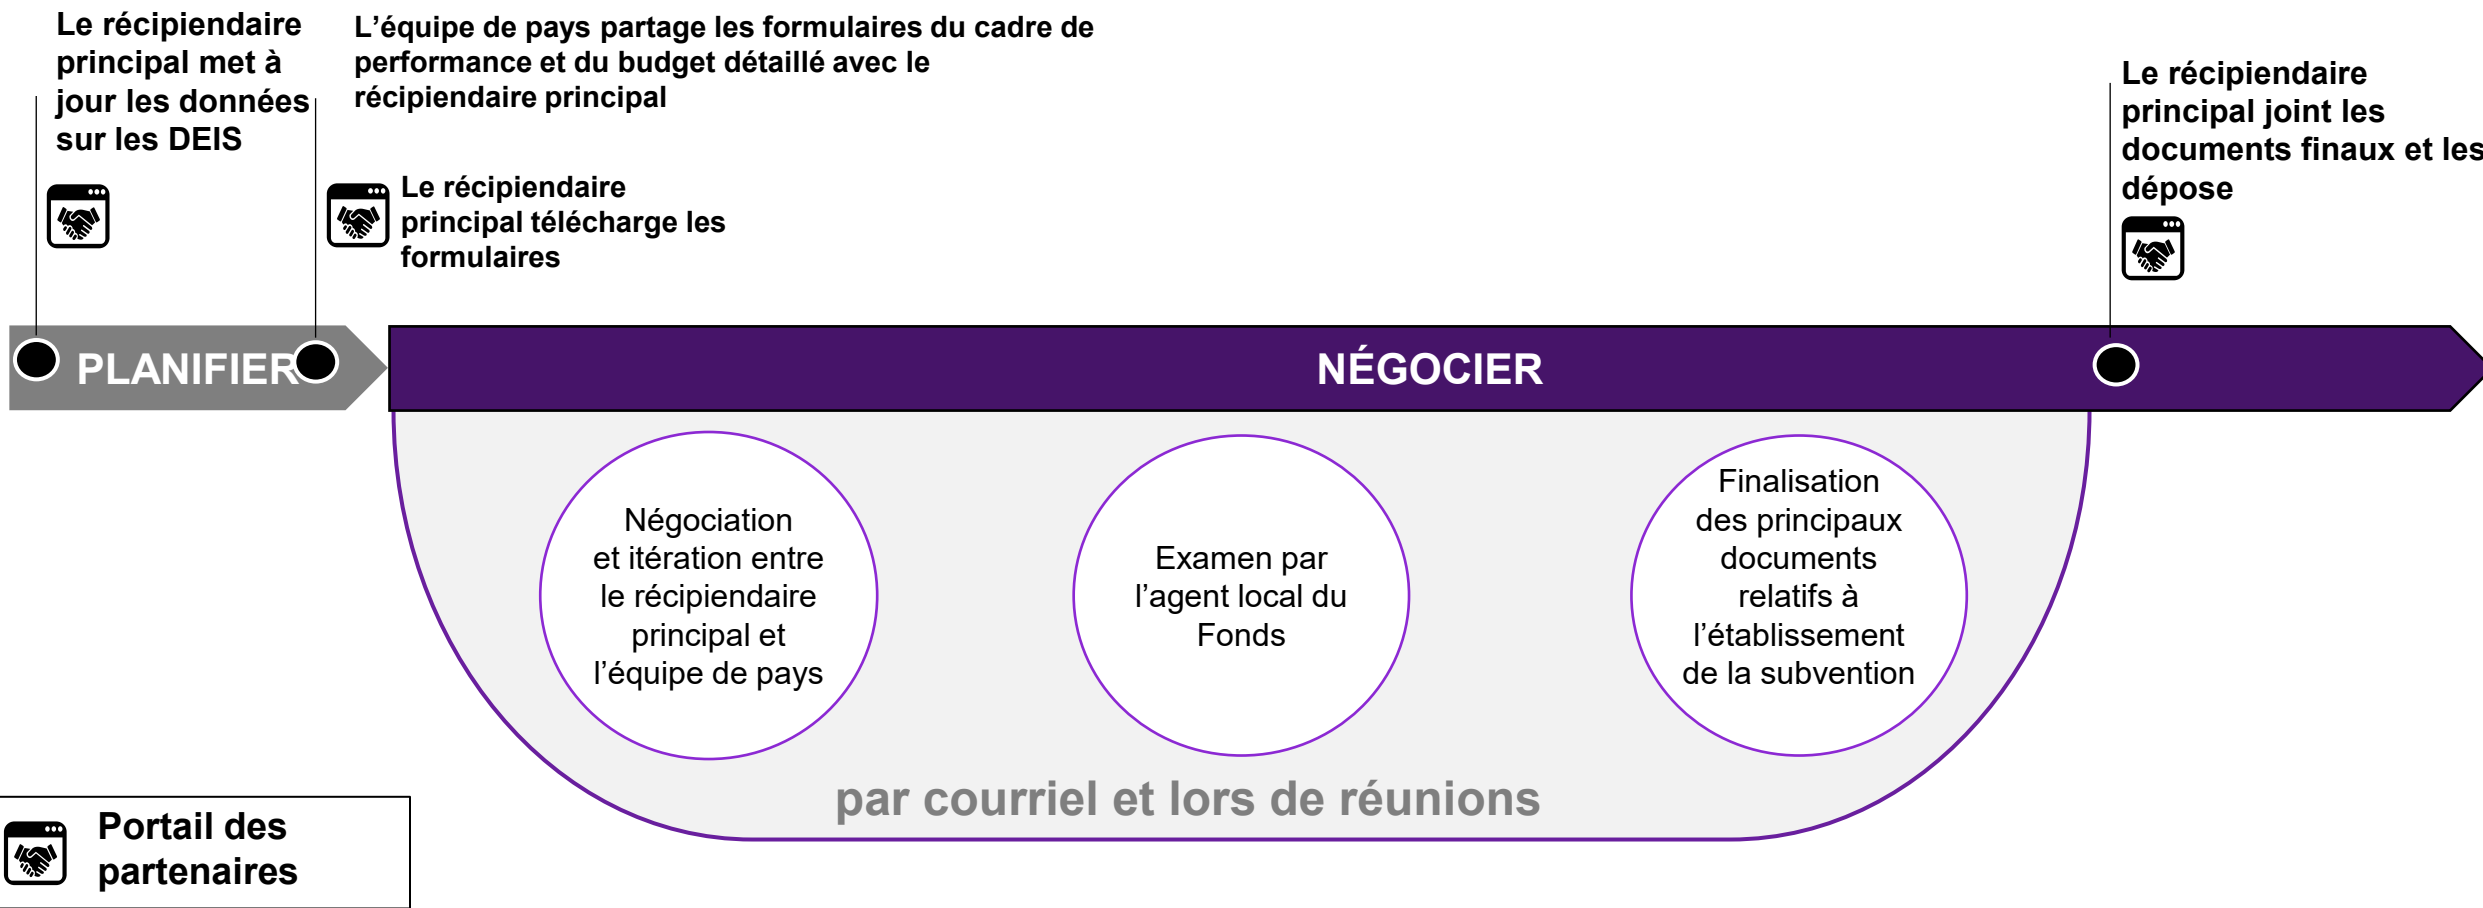 Le récipiendaire
principal met à
jour les données
sur les DEIS
L’équipe de pays partage les formulaires du cadre de
performance et du budget détaillé avec le
récipiendaire principal
Le récipiendaire
principal télécharge les
formulaires
Le récipiendaire
principal joint les
documents finaux et les
dépose
PLANIFIER
NÉGOCIER
Négociation
et itération entre
le récipiendaire
principal et
l’équipe de pays
Examen par
l’agent local du
Fonds
Finalisation
des principaux
documents
relatifs à
l’établissement
de la subvention
par courriel et lors de réunions
Portail des
partenaires